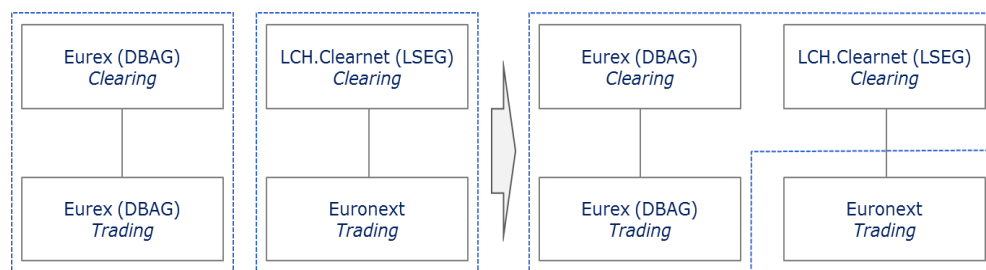 Eurex (DBAG)
Clearing
LCH.Clearnet (LSEG)
Clearing
Eurex (DBAG)
Clearing
LCH.Clearnet (LSEG)
Clearing
Eurex (DBAG)
Trading
Euronext
Trading
Eurex (DBAG)
Trading
Euronext
Trading